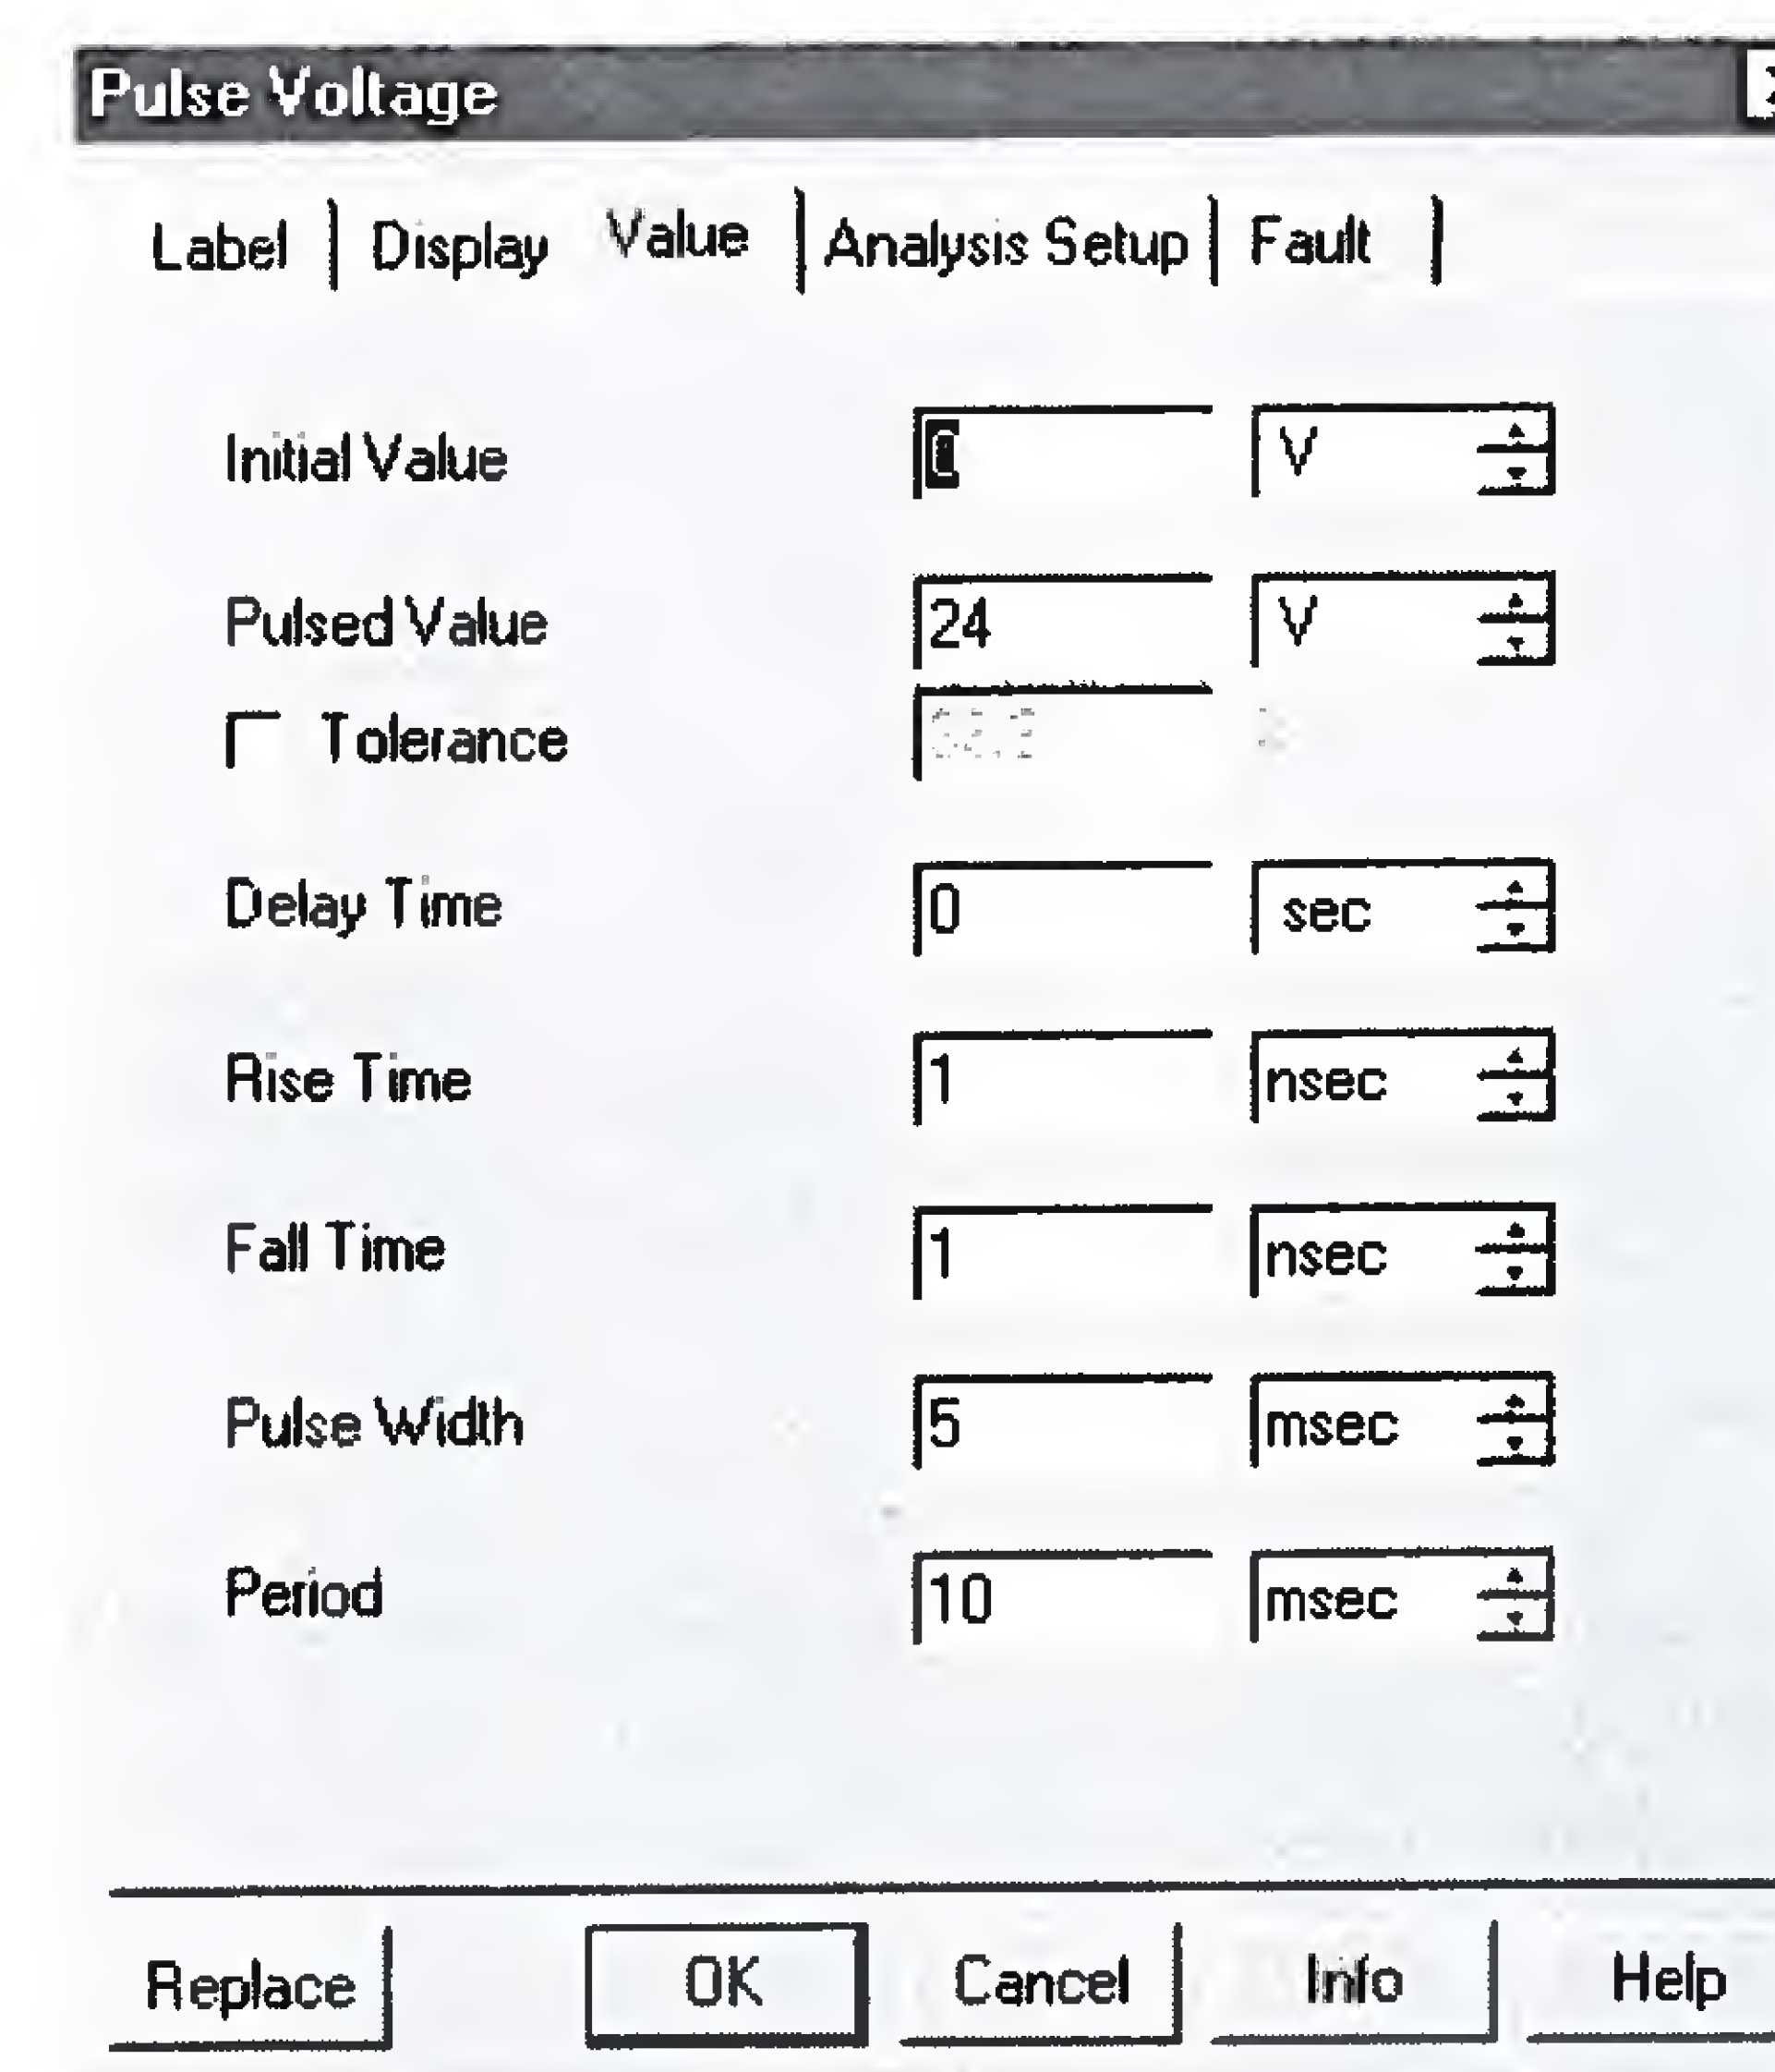 Pulse Voltage
Label Display Value Analysis Setup Fault
Initial Value 0 V
Pulsed Value 24 V
Tolerance
Delay Time 0 sec
Rise Time 1 nsec
Fall Time 1 nsec
Pulse Width 5 msec
Period 10 msec
Replace OK Cancel Info Help